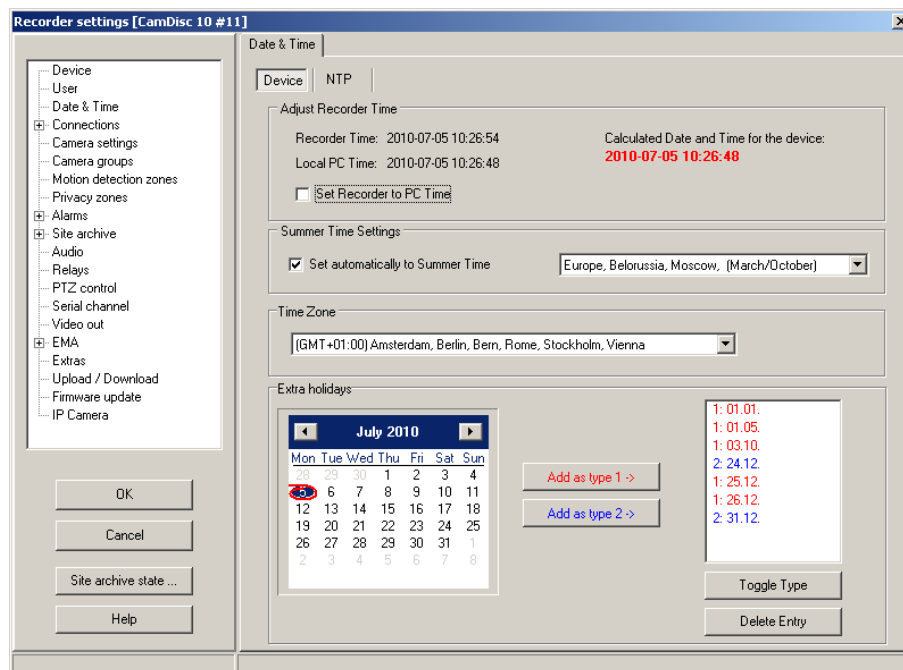 Recorder settings [CamDisc 10 #11]
Device
User
Date & Time
Connections
Camera settings
Camera groups
Motion detection zones
Privacy zones
Alarms
Site archive
Audio
Relays
PTZ control
Serial channel
Video out
EMA
Extras
Upload / Download
Firmware update
IP Camera
OK
Cancel
Site archive state ...
Help
Date & Time
Device NTP
Adjust Recorder Time
Recorder Time: 2010-07-05 10:26:54
Local PC Time: 2010-07-05 10:26:48
Set Recorder to PC Time
Calculated Date and Time for the device:
2010-07-05 10:26:48
Summer Time Settings
Set automatically to Summer Time
Europe, Belorussia, Moscow, (March/October)
Time Zone
(GMT+01:00) Amsterdam, Berlin, Bern, Rome, Stockholm, Vienna
Extra holidays
July 2010
Mon Tue Wed Thu Fri Sat Sun
28 29 30 1 2 3 4
5 6 7 8 9 10 11
12 13 14 15 16 17 18
19 20 21 22 23 24 25
26 27 28 29 30 31 1
2 3 4 5 6 7 8
Add as type 1 ->
Add as type 2 ->
1: 01.01.
1: 01.05.
1: 03.10.
2: 24.12.
1: 25.12.
1: 26.12.
2: 31.12.
Toggle Type
Delete Entry